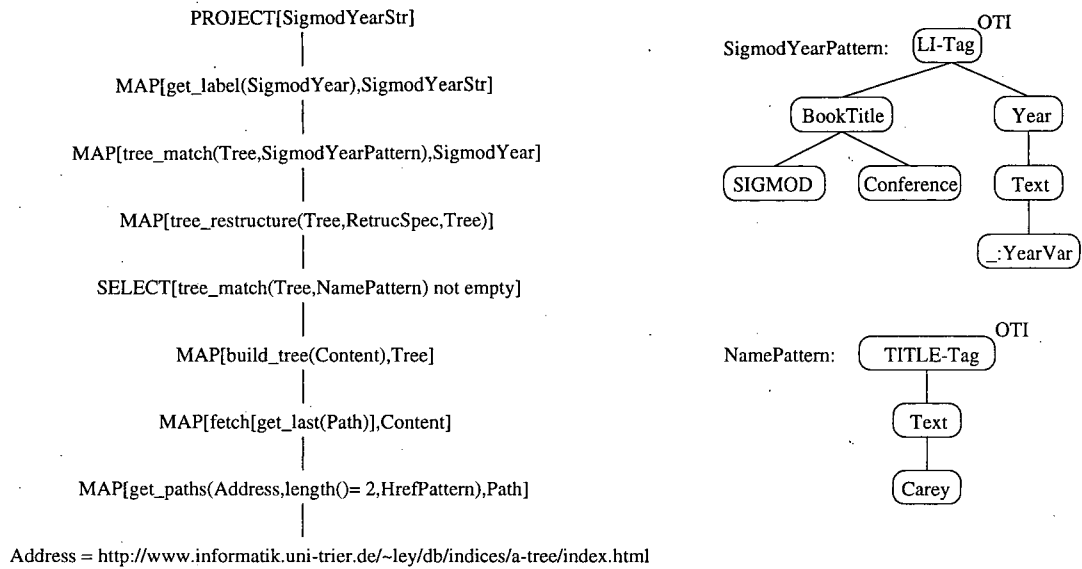 PROJECT[SigmodYearStr]
MAP[get_label(SigmodYear),SigmodYearStr]
MAP[tree_match(Tree,SigmodYearPattern),SigmodYear]
MAP[tree_restructure(Tree,RetrucSpec,Tree)]
SELECT[tree_match(Tree,NamePattern) not empty]
MAP[build_tree(Content),Tree]
MAP[fetch[get_last(Path)],Content]
MAP[get_paths(Address,length()= 2,HrefPattern),Path]
Address = http://www.informatik.uni-trier.de/~ley/db/indices/a-tree/index.html
OTI
SigmodYearPattern: LI-Tag
BookTitle Year
SIGMOD Conference Text
_:YearVar
OTI
NamePattern: TITLE-Tag
Text
Carey